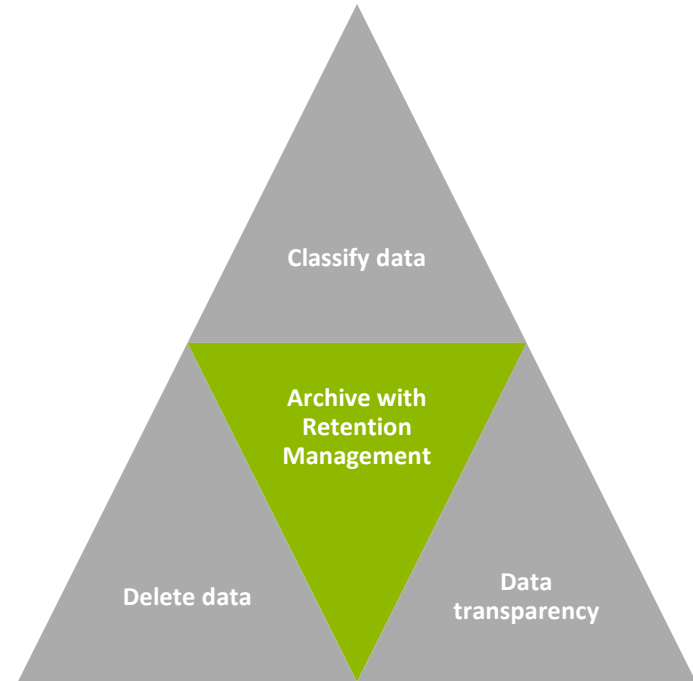 Classify data
Archive with
Retention
Management
Delete data
Data
transparency